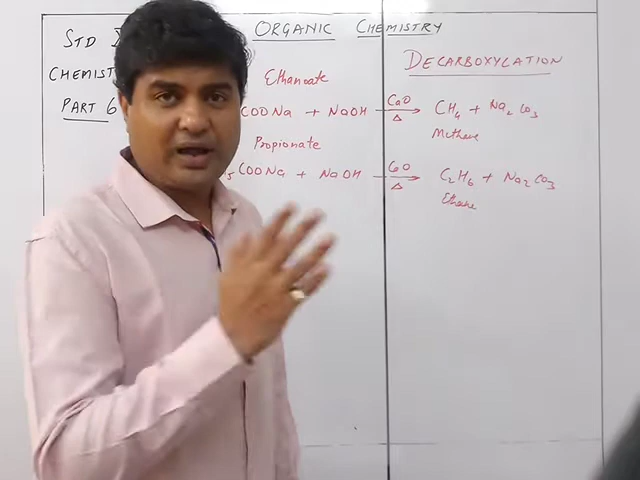 STD
ORGANIC CHEMISTRY
CHEMIST
DECARBOXYLATION
PART 6
Ethanoate
COONa + NaOH CaO Δ CH4 + Na2CO3
Methane
Propionate
5COONa + NaOH CaO Δ C2H6 + Na2CO3
Ethane